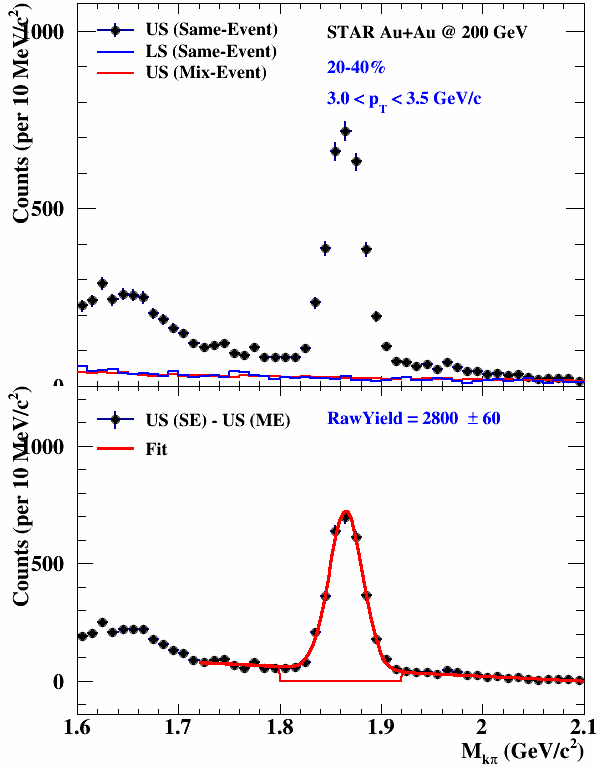 1000
500
0
Counts (per 10 MeV/c²)
US (Same-Event)
LS (Same-Event)
US (Mix-Event)
STAR Au+Au @ 200 GeV
20-40%
3.0 < p_T < 3.5 GeV/c
1000
500
0
Counts (per 10 MeV/c²)
US (SE) - US (ME)
Fit
RawYield = 2800 ± 60
1.6 1.7 1.8 1.9 2 2.1
M_kπ (GeV/c²)